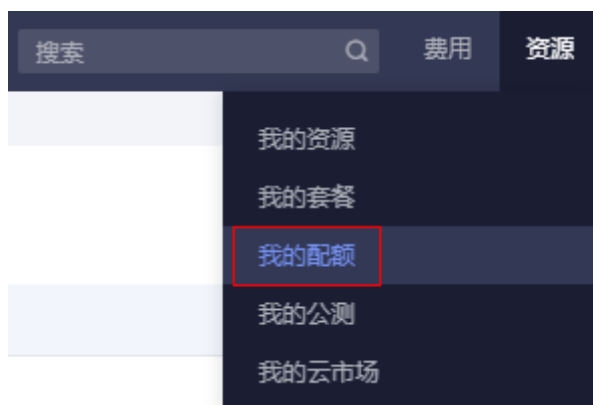 搜索 费用 资源
我的资源
我的套餐
我的配额
我的公测
我的云市场